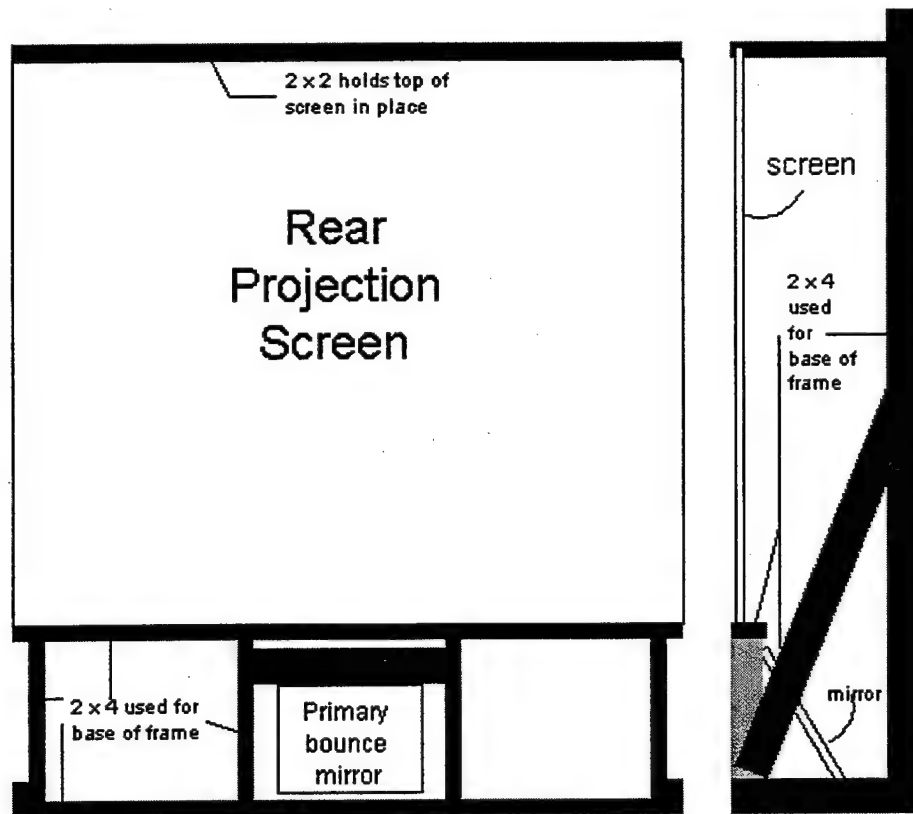 2 x 2 holds top of
screen in place
Rear
Projection
Screen
2 x 4 used for
base of frame
Primary
bounce
mirror
screen
2 x 4
used
for
base of
frame
mirror